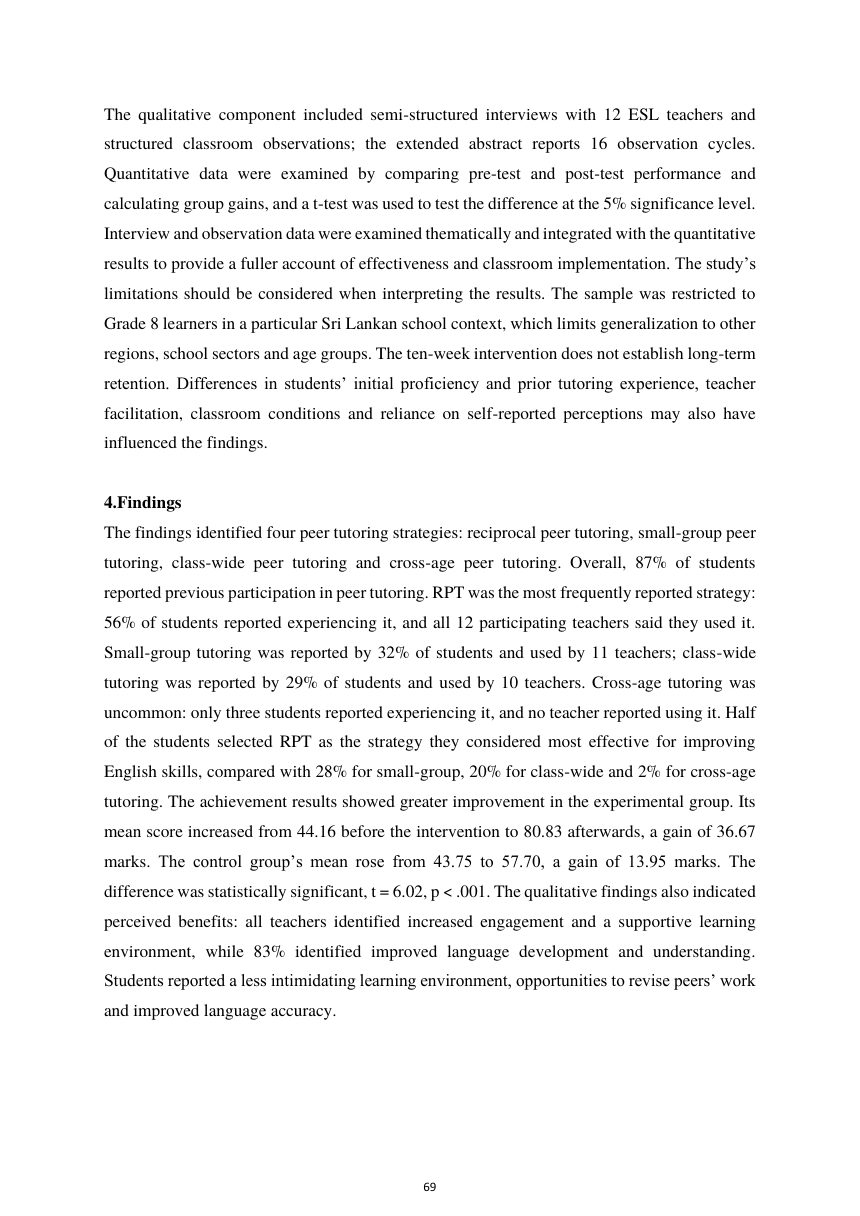 The qualitative component included semi-structured interviews with 12 ESL teachers and
structured classroom observations; the extended abstract reports 16 observation cycles.
Quantitative data were examined by comparing pre-test and post-test performance and
calculating group gains, and a t-test was used to test the difference at the 5% significance level.
Interview and observation data were examined thematically and integrated with the quantitative
results to provide a fuller account of effectiveness and classroom implementation. The study’s
limitations should be considered when interpreting the results. The sample was restricted to
Grade 8 learners in a particular Sri Lankan school context, which limits generalization to other
regions, school sectors and age groups. The ten-week intervention does not establish long-term
retention. Differences in students’ initial proficiency and prior tutoring experience, teacher
facilitation, classroom conditions and reliance on self-reported perceptions may also have
influenced the findings.
4.Findings
The findings identified four peer tutoring strategies: reciprocal peer tutoring, small-group peer
tutoring, class-wide peer tutoring and cross-age peer tutoring. Overall, 87% of students
reported previous participation in peer tutoring. RPT was the most frequently reported strategy:
56% of students reported experiencing it, and all 12 participating teachers said they used it.
Small-group tutoring was reported by 32% of students and used by 11 teachers; class-wide
tutoring was reported by 29% of students and used by 10 teachers. Cross-age tutoring was
uncommon: only three students reported experiencing it, and no teacher reported using it. Half
of the students selected RPT as the strategy they considered most effective for improving
English skills, compared with 28% for small-group, 20% for class-wide and 2% for cross-age
tutoring. The achievement results showed greater improvement in the experimental group. Its
mean score increased from 44.16 before the intervention to 80.83 afterwards, a gain of 36.67
marks. The control group’s mean rose from 43.75 to 57.70, a gain of 13.95 marks. The
difference was statistically significant, t = 6.02, p < .001. The qualitative findings also indicated
perceived benefits: all teachers identified increased engagement and a supportive learning
environment, while 83% identified improved language development and understanding.
Students reported a less intimidating learning environment, opportunities to revise peers’ work
and improved language accuracy.
69